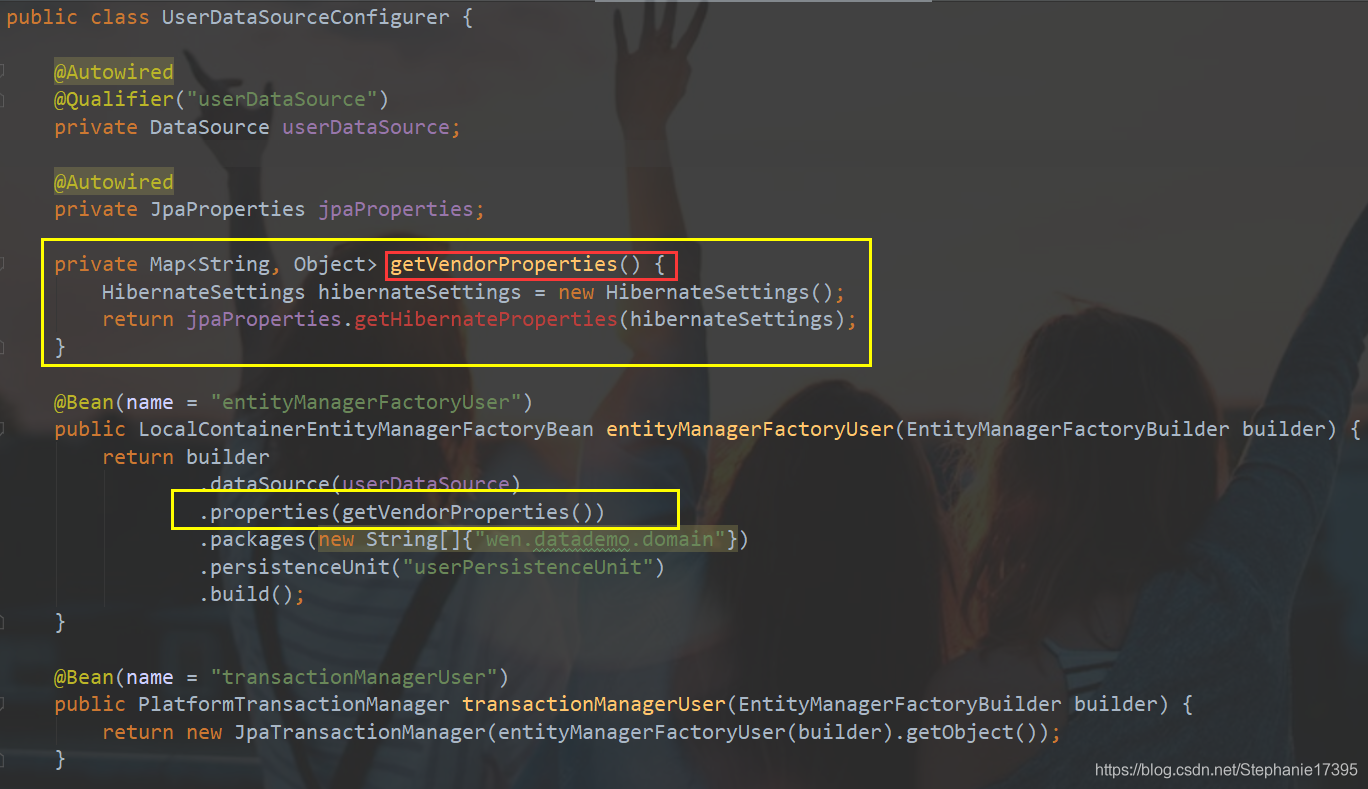 public class UserDataSourceConfigurer {
@Autowired
@Qualifier("userDataSource")
private DataSource userDataSource;
@Autowired
private JpaProperties jpaProperties;
private Map<String, Object> getVendorProperties() {
HibernateSettings hibernateSettings = new HibernateSettings();
return jpaProperties.getHibernateProperties(hibernateSettings);
}
@Bean(name = "entityManagerFactoryUser")
public LocalContainerEntityManagerFactoryBean entityManagerFactoryUser(EntityManagerFactoryBuilder builder) {
return builder
.dataSource(userDataSource)
.properties(getVendorProperties())
.packages(new String[]{"wen.datademo.domain"})
.persistenceUnit("userPersistenceUnit")
.build();
}
@Bean(name = "transactionManagerUser")
public PlatformTransactionManager transactionManagerUser(EntityManagerFactoryBuilder builder) {
return new JpaTransactionManager(entityManagerFactoryUser(builder).getObject());
}
https://blog.csdn.net/Stephanie17395